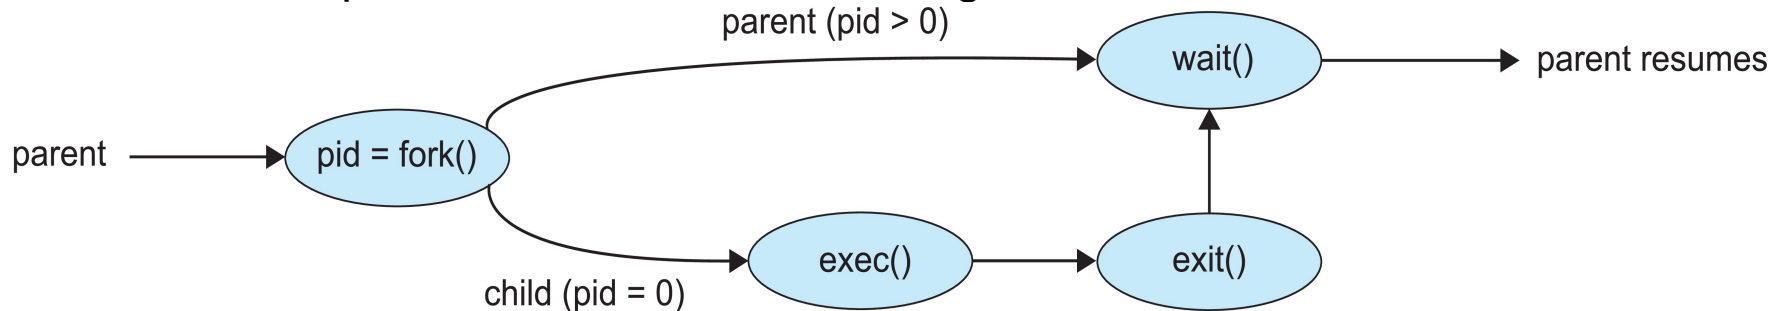 parent (pid > 0)
wait()
parent resumes
parent
pid = fork()
exec()
exit()
child (pid = 0)